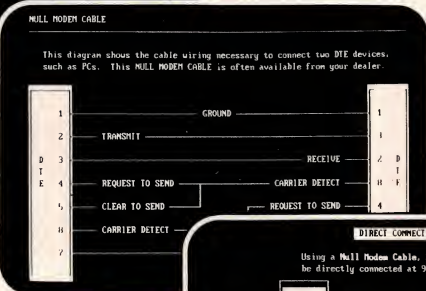 NULL MODEM CABLE
This diagram shows the cable wiring necessary to connect two DTE devices,
such as PCs. This NULL MODEM CABLE is often available from your dealer.
1 GROUND 1
2 TRANSMIT
D 3 RECEIVE 2 D
T
E 4 REQUEST TO SEND CARRIER DETECT 8 E
5 CLEAR TO SEND REQUEST TO SEND 4
8 CARRIER DETECT
7
DIRECT CONNECT
Using a Null Modem Cable,
be directly connected at 9